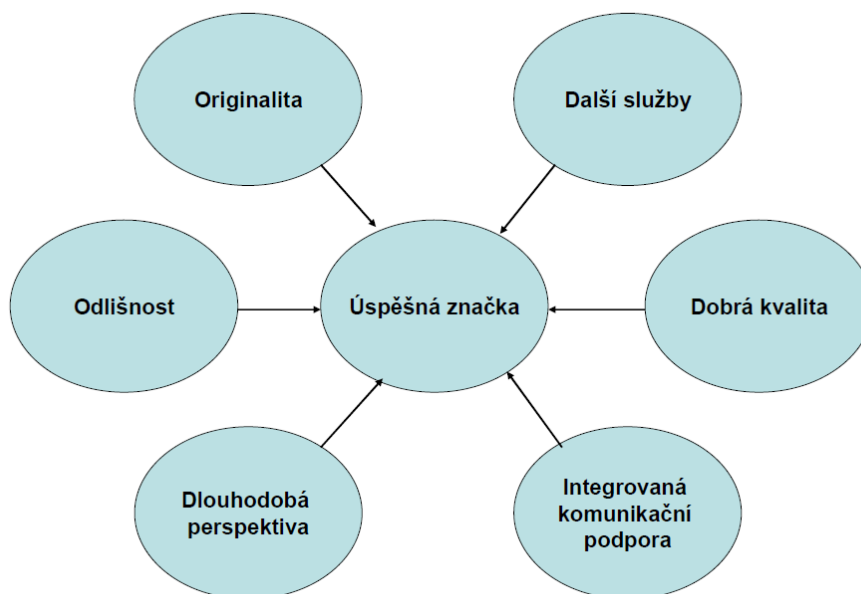 Originalita
Další služby
Odlišnost
Úspěšná značka
Dobrá kvalita
Dlouhodobá
perspektiva
Integrovaná
komunikační
podpora